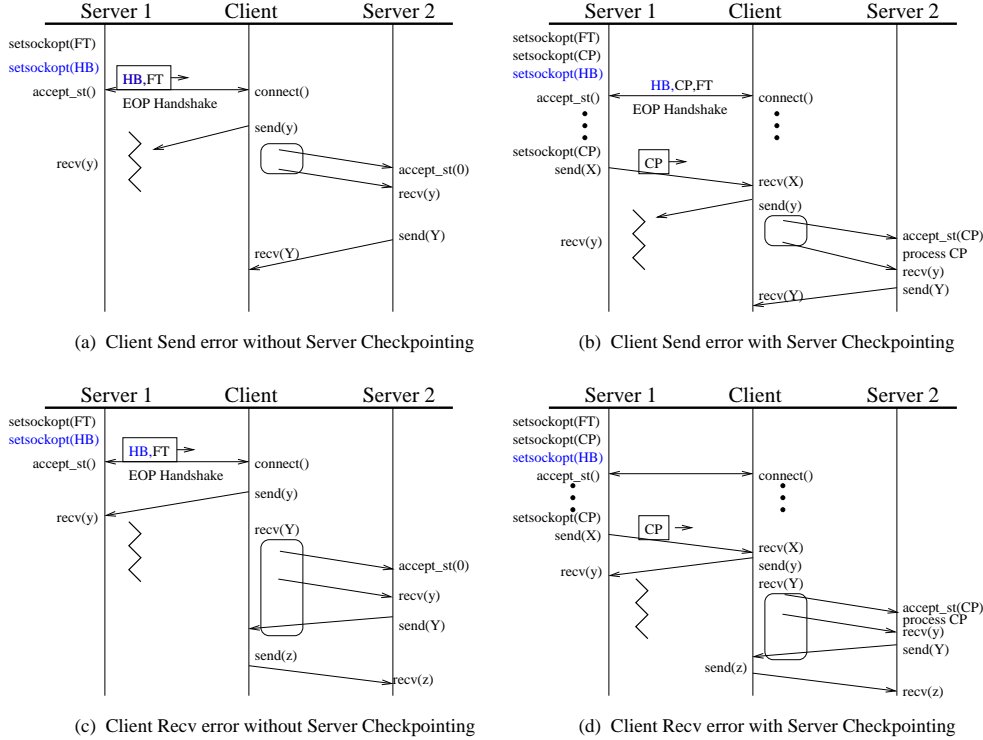 Server 1 Client Server 2
setsockopt(FT)
setsockopt(HB)
HB,FT
accept_st()
connect()
EOP Handshake
send(y)
recv(y)
accept_st(0)
recv(y)
send(Y)
recv(Y)
(a) Client Send error without Server Checkpointing
Server 1 Client Server 2
setsockopt(FT)
setsockopt(CP)
setsockopt(HB)
HB,CP,FT
accept_st()
connect()
EOP Handshake
setsockopt(CP)
send(X)
CP
recv(X)
send(y)
recv(y)
accept_st(CP)
process CP
recv(y)
send(Y)
recv(Y)
(b) Client Send error with Server Checkpointing
Server 1 Client Server 2
setsockopt(FT)
setsockopt(HB)
HB,FT
accept_st()
connect()
EOP Handshake
send(y)
recv(y)
recv(Y)
accept_st(0)
recv(y)
send(Y)
send(z)
recv(z)
(c) Client Recv error without Server Checkpointing
Server 1 Client Server 2
setsockopt(FT)
setsockopt(CP)
setsockopt(HB)
accept_st()
connect()
setsockopt(CP)
send(X)
CP
recv(X)
send(y)
recv(y)
recv(Y)
accept_st(CP)
process CP
recv(y)
send(Y)
send(z)
recv(z)
(d) Client Recv error with Server Checkpointing